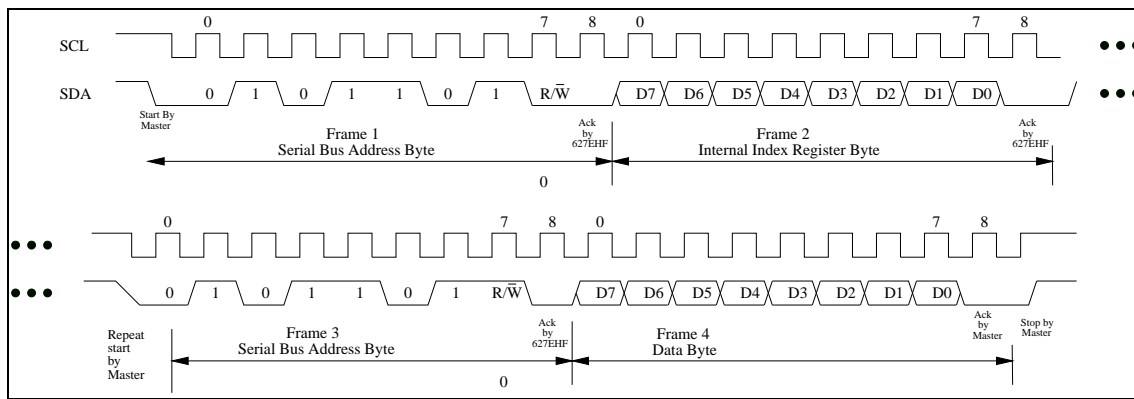 0 7 8 0 7 8
SCL
SDA 0 1 0 1 1 0 1 R/W̅ D7 D6 D5 D4 D3 D2 D1 D0
Start By
Master
Ack
by
627EHF
Ack
by
627EHF
Frame 1
Serial Bus Address Byte
Frame 2
Internal Index Register Byte
0
0 7 8 0 7 8
0 1 0 1 1 0 1 R/W̅ D7 D6 D5 D4 D3 D2 D1 D0
Repeat
start
by
Master
Frame 3
Serial Bus Address Byte
Ack
by
627EHF
Frame 4
Data Byte
Ack
by
Master
Stop by
Master
0